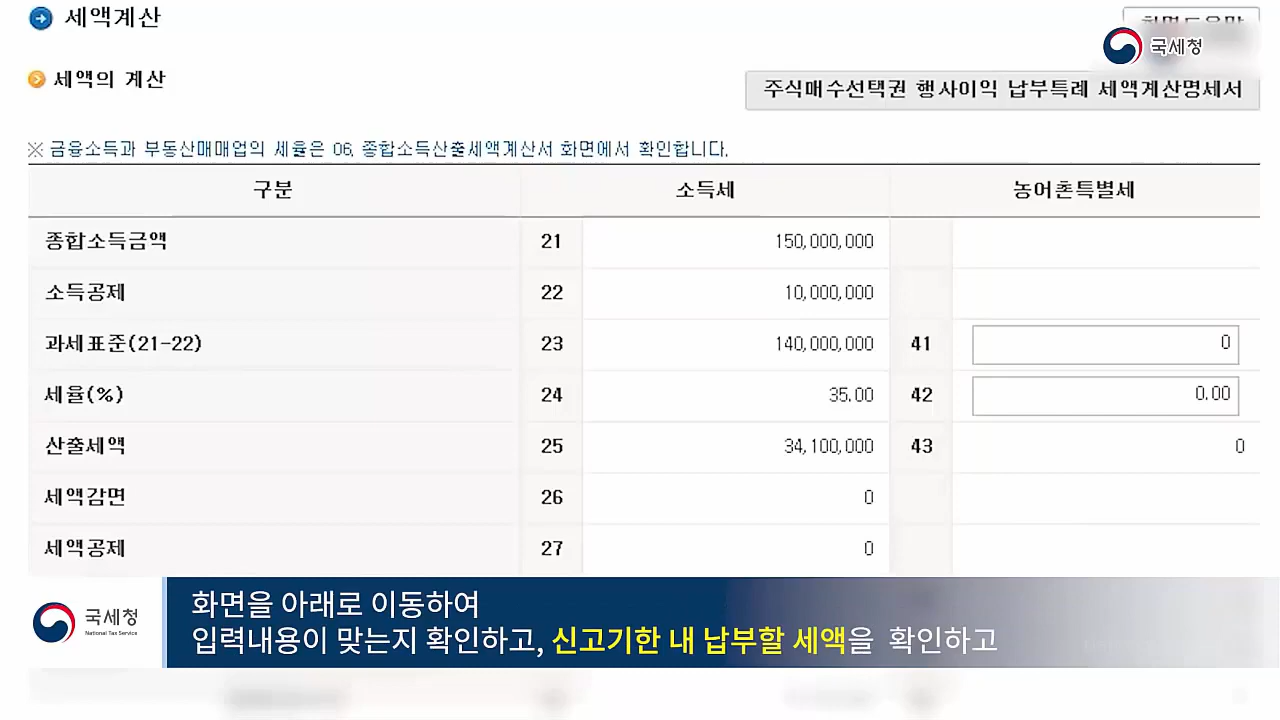 세액계산
국세청
세액의 계산
주식매수선택권 행사이익 납부특례 세액계산명세서
※ 금융소득과 부동산매매업의 세율은 06. 종합소득산출세액계산서 화면에서 확인합니다.
구분 소득세 농어촌특별세
종합소득금액 21 150,000,000
소득공제 22 10,000,000
과세표준(21-22) 23 140,000,000 41 0
세율(%) 24 35.00 42 0.00
산출세액 25 34,100,000 43 0
세액감면 26 0
세액공제 27 0
국세청
National Tax Service
화면을 아래로 이동하여
입력내용이 맞는지 확인하고, 신고기한 내 납부할 세액을 확인하고